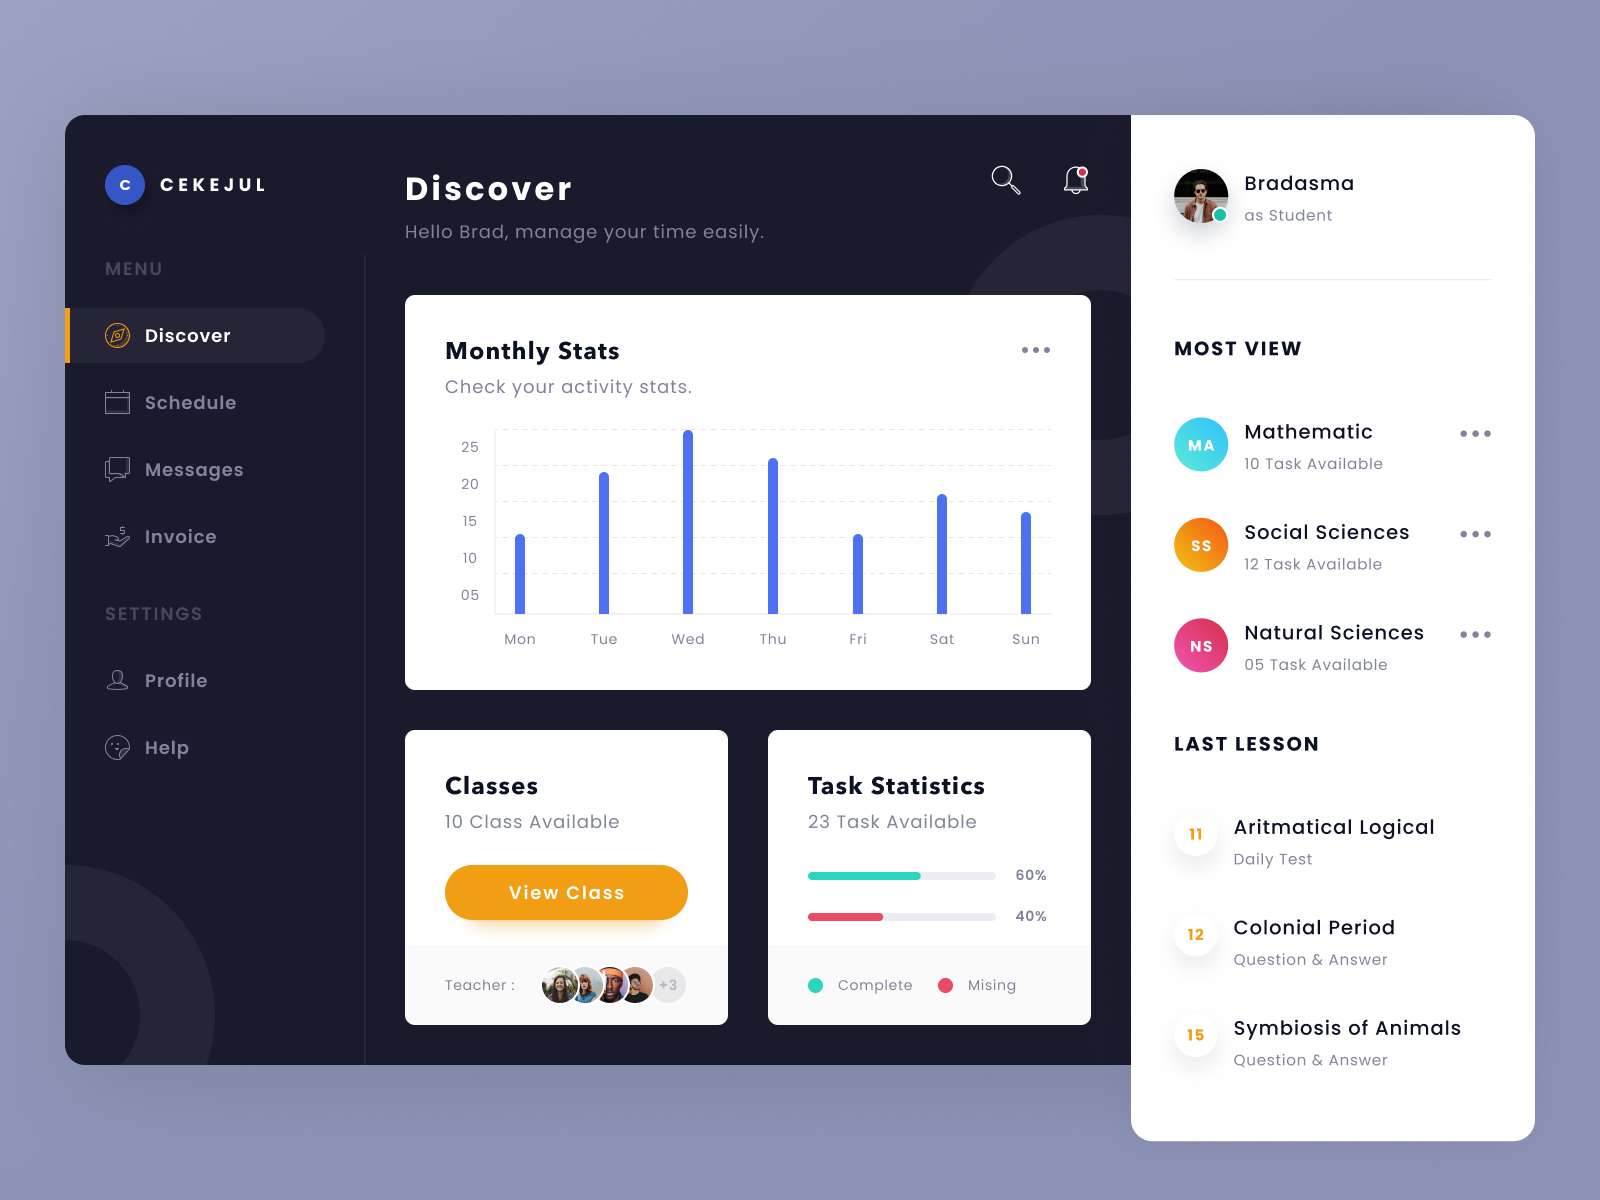 C
CEKEJUL
MENU
Discover
Schedule
Messages
Invoice
SETTINGS
Profile
Help
Discover
Hello Brad, manage your time easily.
Monthly Stats
Check your activity stats.
25
20
15
10
05
Mon Tue Wed Thu Fri Sat Sun
Classes
10 Class Available
View Class
Teacher :
+3
Task Statistics
23 Task Available
60%
40%
Complete Mising
Bradasma
as Student
MOST VIEW
MA
Mathematic
10 Task Available
SS
Social Sciences
12 Task Available
NS
Natural Sciences
05 Task Available
LAST LESSON
11
Aritmatical Logical
Daily Test
12
Colonial Period
Question & Answer
15
Symbiosis of Animals
Question & Answer